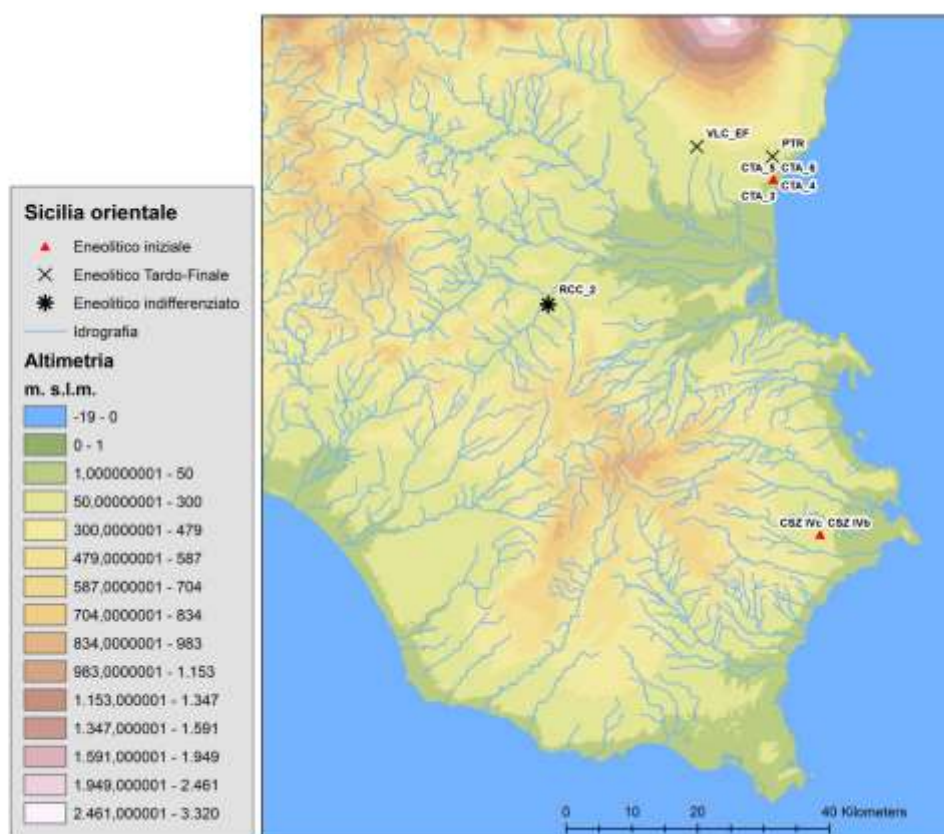 Sicilia orientale
Eneolitico iniziale
Eneolitico Tardo-Finale
Eneolitico indifferenziato
Idrografia
Altimetria
m. s.l.m.
-19 - 0
0 - 1
1,000000001 - 50
50,00000001 - 300
300,0000001 - 479
479,0000001 - 587
587,0000001 - 704
704,0000001 - 834
834,0000001 - 983
983,0000001 - 1.153
1.153,000001 - 1.347
1.347,000001 - 1.591
1.591,000001 - 1.949
1.949,000001 - 2.461
2.461,000001 - 3.320
VLC_EF
PTR
CTA_5 CTA_6
CTA_4
CTA_3
RCC_2
CSZ IVc CSZ IVb
0 10 20 40 Kilometers